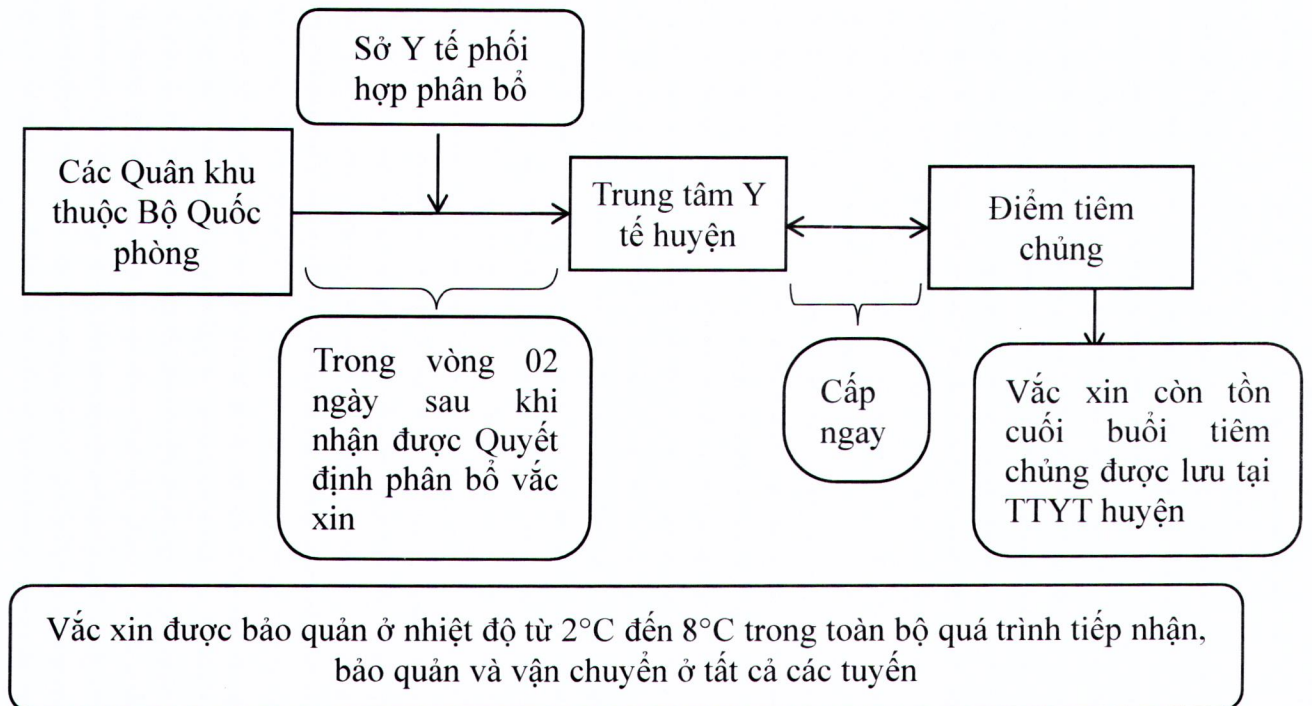 Sở Y tế phối
hợp phân bổ
Các Quân khu
thuộc Bộ Quốc
phòng
Trung tâm Y
tế huyện
Điểm tiêm
chủng
Trong vòng 02
ngày sau khi
nhận được Quyết
định phân bổ vắc
xin
Cấp
ngay
Vắc xin còn tồn
cuối buổi tiêm
chủng được lưu tại
TTYT huyện
Vắc xin được bảo quản ở nhiệt độ từ 2°C đến 8°C trong toàn bộ quá trình tiếp nhận,
bảo quản và vận chuyển ở tất cả các tuyến